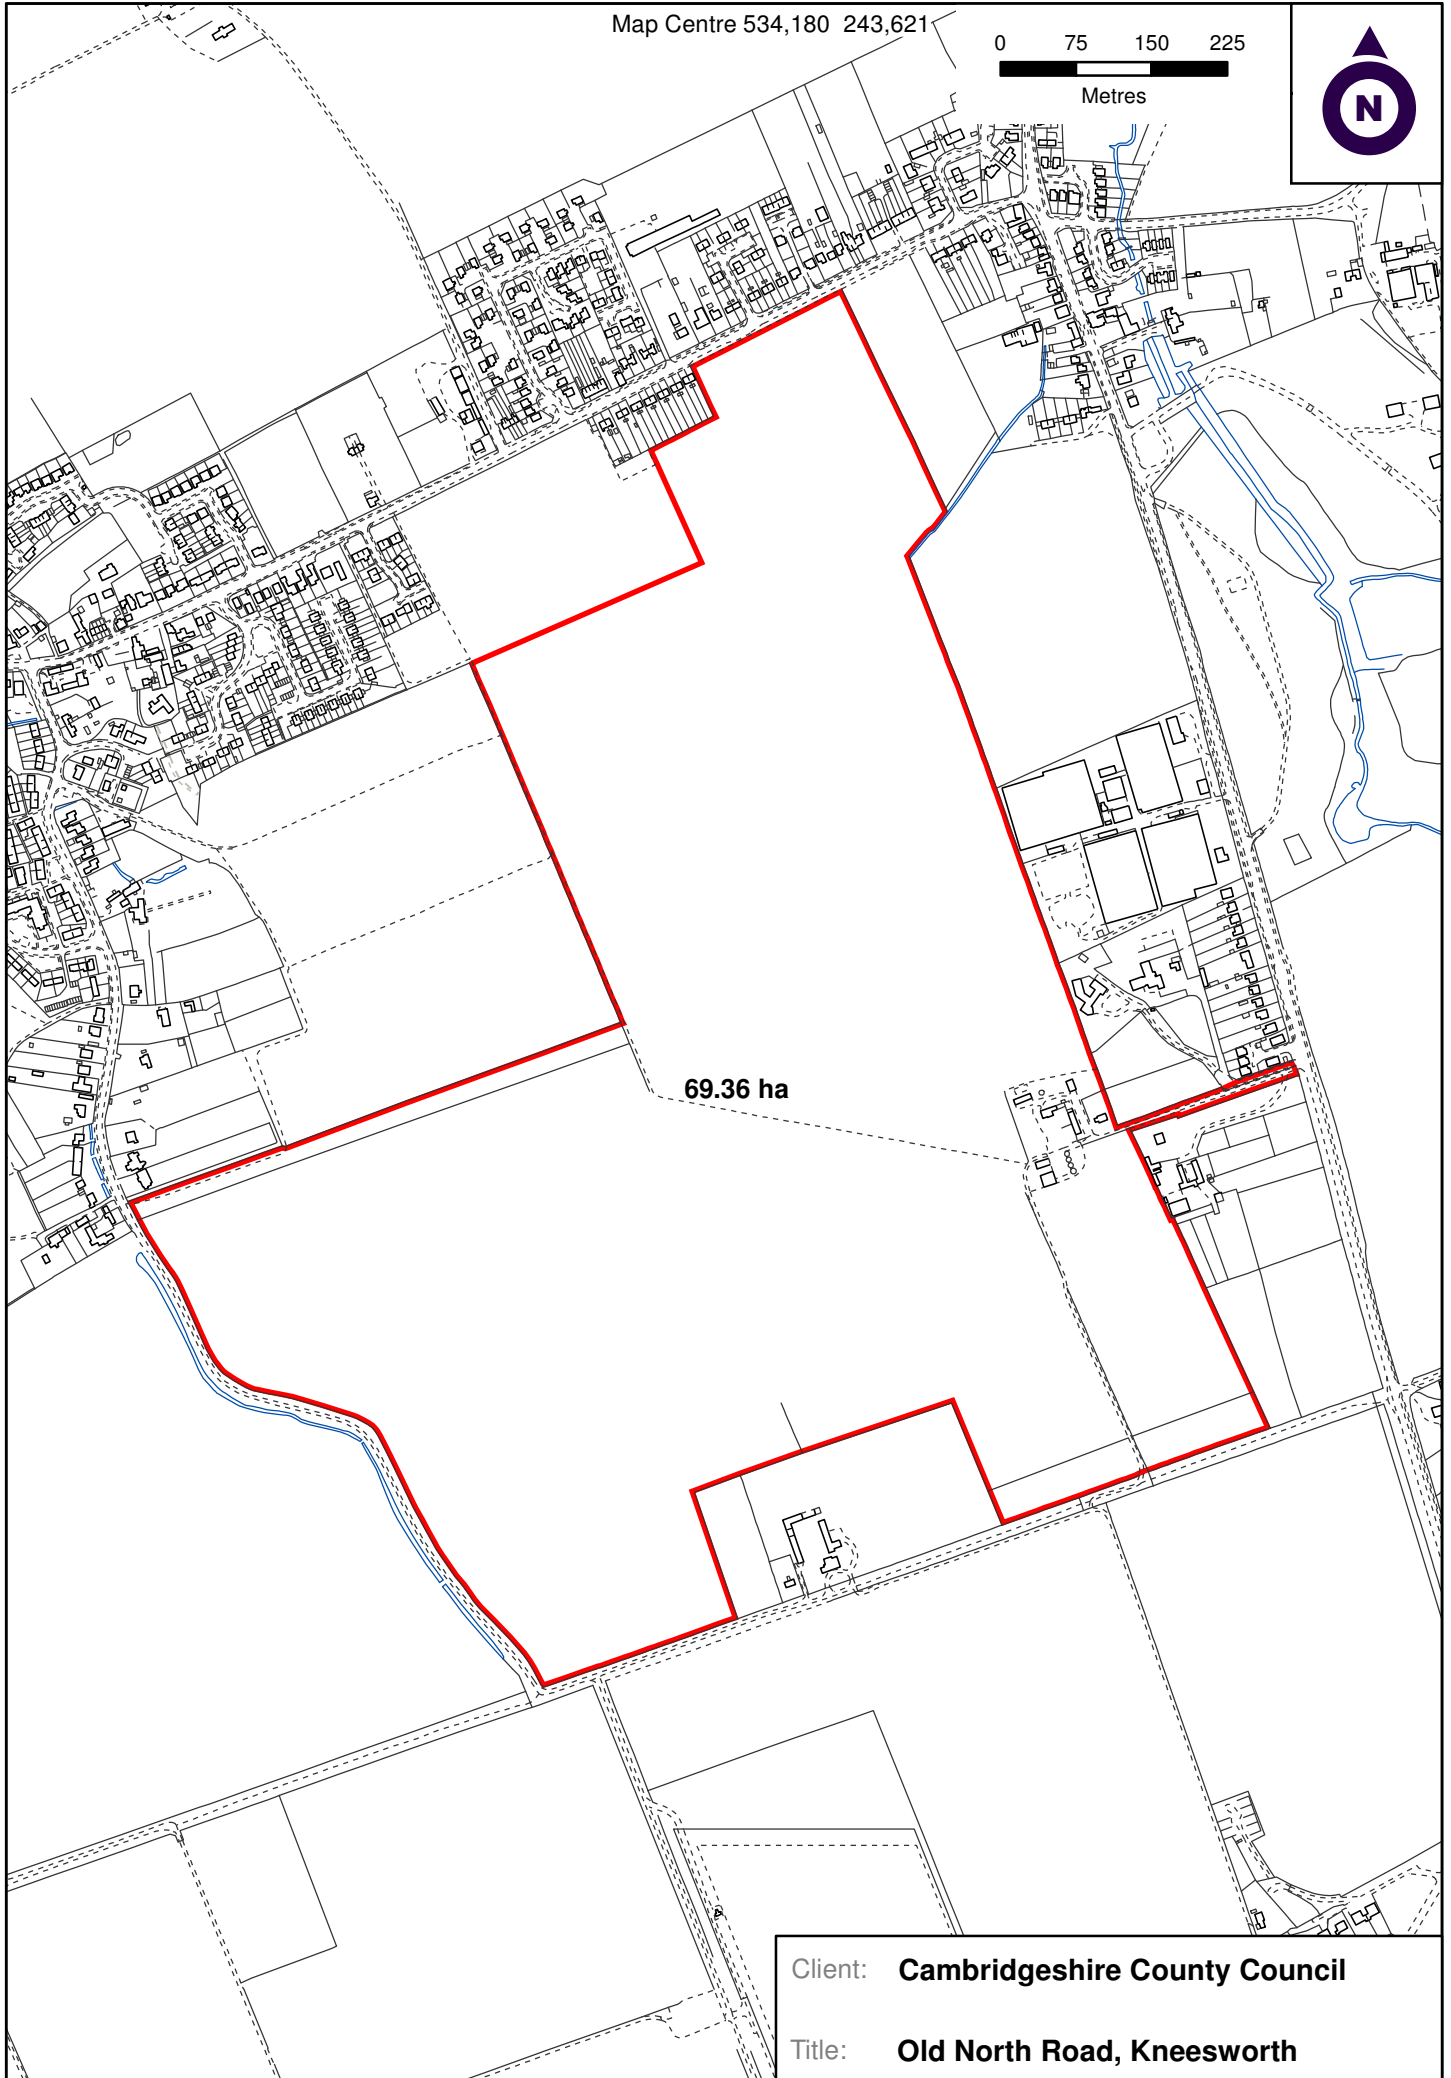 Map Centre 534,180 243,621
0 75 150 225
Metres
N
69.36 ha
Client: Cambridgeshire County Council
Title: Old North Road, Kneesworth